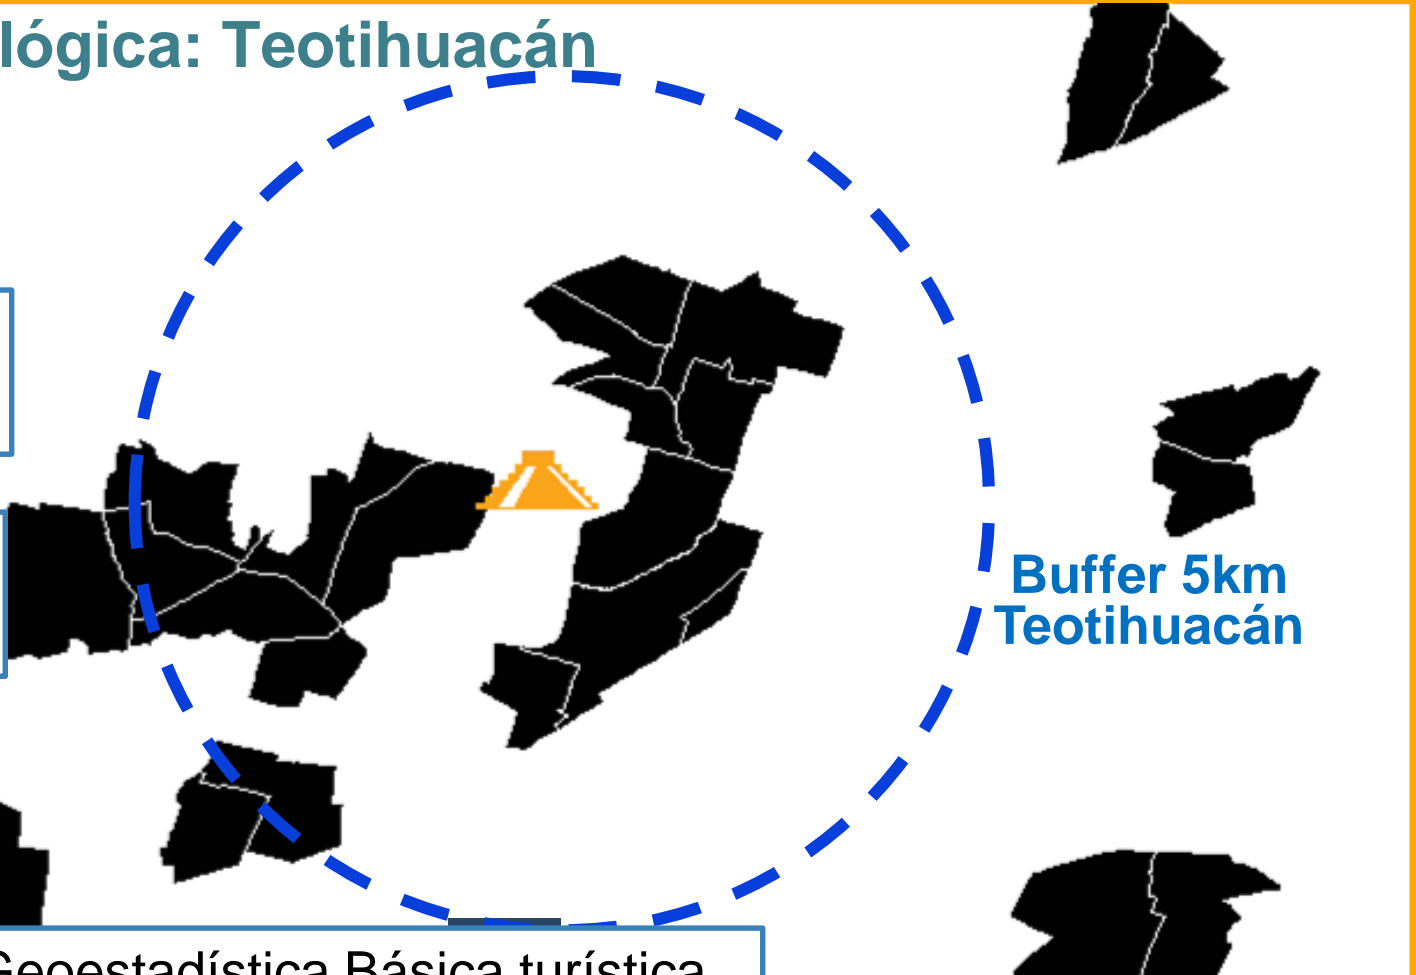 lógica: Teotihuacán
Buffer 5km
Teotihuacán
Geoestadística Básica turística